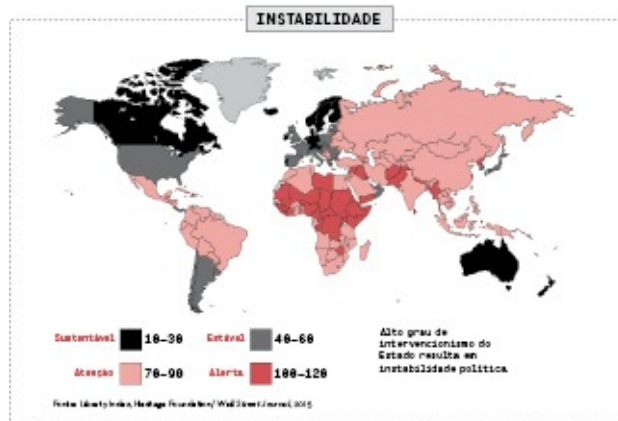 INSTABILIDADE
Sustentável 10-30 Estável 40-60
Atenção 70-90 Alerta 100-120
Alto grau de
intervencionismo do
Estado resulta em
instabilidade política
Fonte: Liberty Index, Heritage Foundation/ Wall Street Journal, 2015